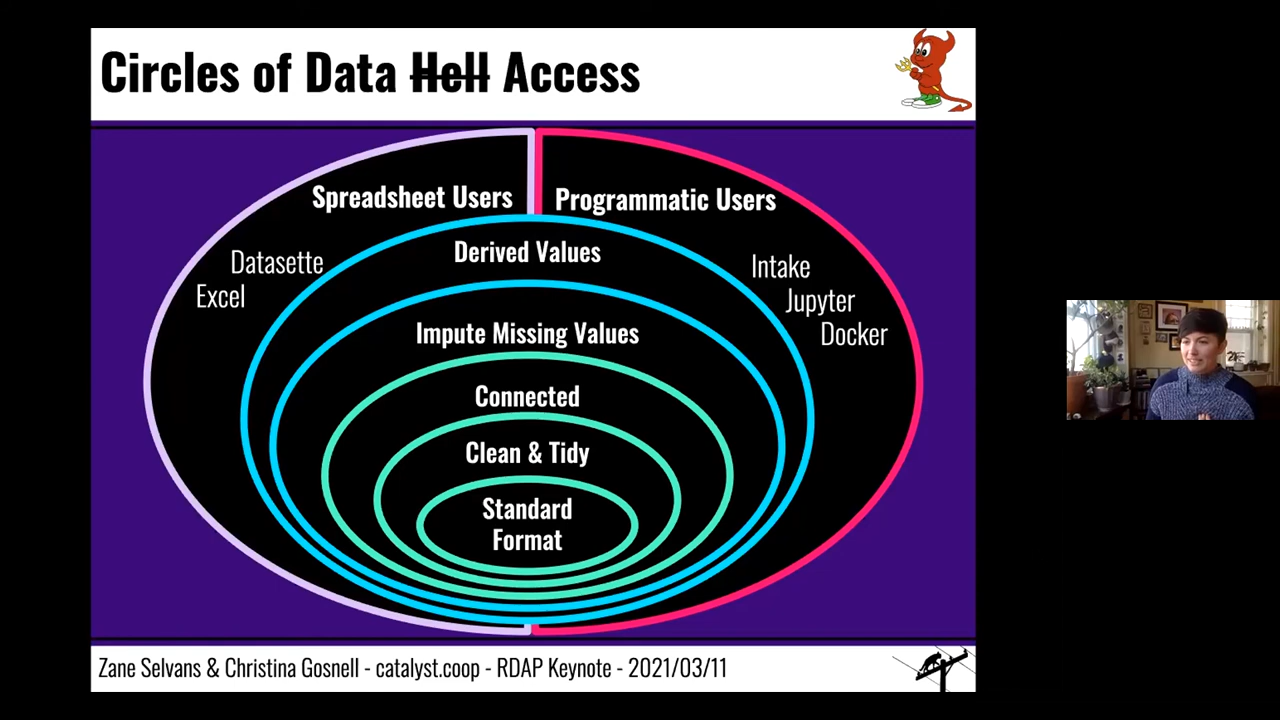 Circles of Data Hell Access
Spreadsheet Users
Programmatic Users
Derived Values
Datasette
Excel
Intake
Jupyter
Docker
Impute Missing Values
Connected
Clean & Tidy
Standard
Format
Zane Selvans & Christina Gosnell - catalyst.coop - RDAP Keynote - 2021/03/11